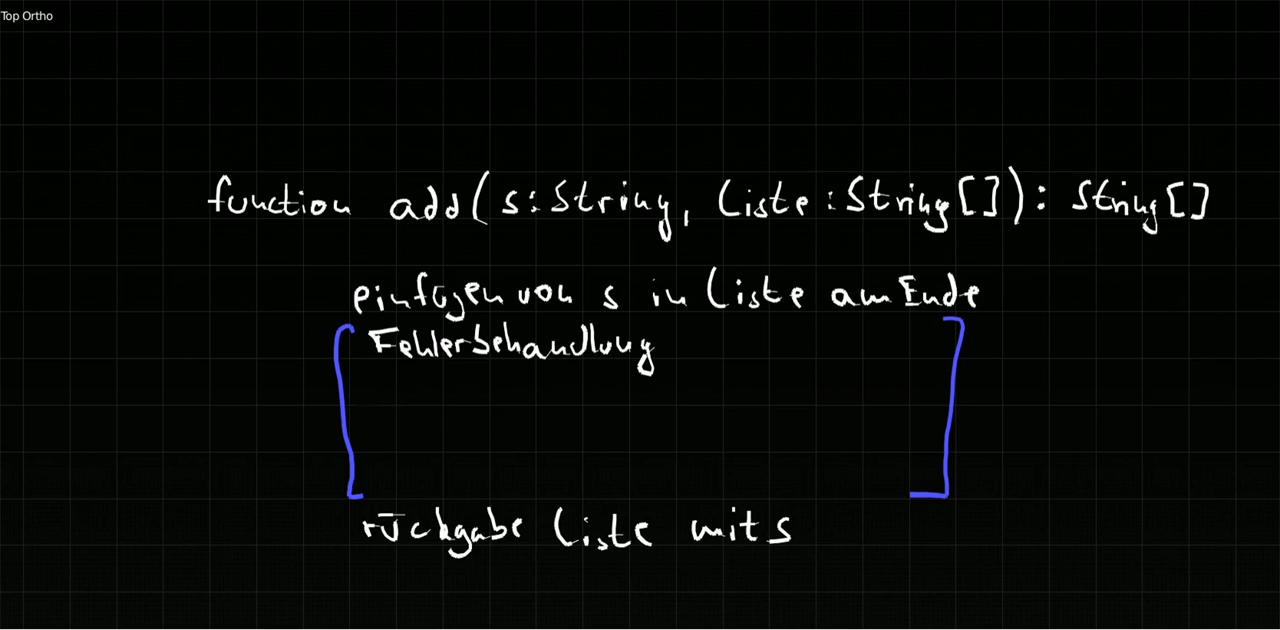 Top Ortho
function add(s:String, Liste:String[]): String[]
einfügen von s in Liste am Ende
Fehlerbehandlung
rückgabe Liste mit s